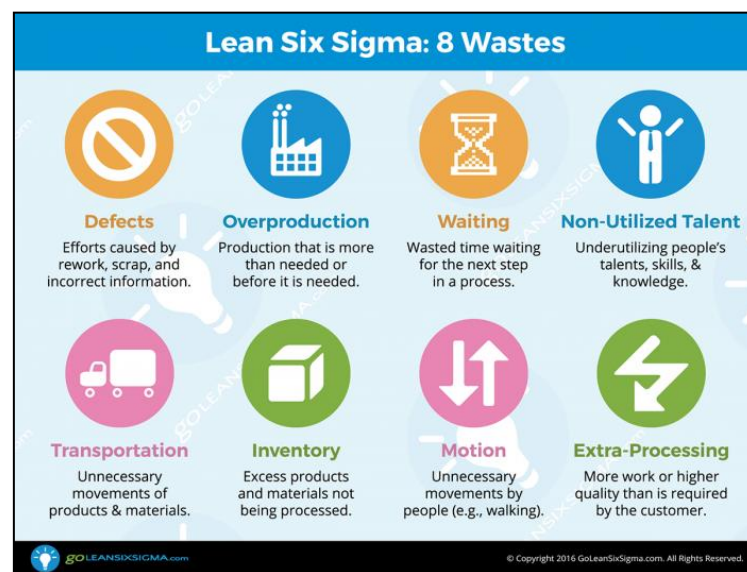 Lean Six Sigma: 8 Wastes
Defects
Efforts caused by
rework, scrap, and
incorrect information.
Overproduction
Production that is more
than needed or
before it is needed.
Waiting
Wasted time waiting
for the next step
in a process.
Non-Utilized Talent
Underutilizing people's
talents, skills, &
knowledge.
Transportation
Unnecessary
movements of
products & materials.
Inventory
Excess products
and materials not
being processed.
Motion
Unnecessary
movements by
people (e.g., walking).
Extra-Processing
More work or higher
quality than is required
by the customer.
goLEANSIXSIGMA.com
© Copyright 2016 GoLeanSixSigma.com. All Rights Reserved.